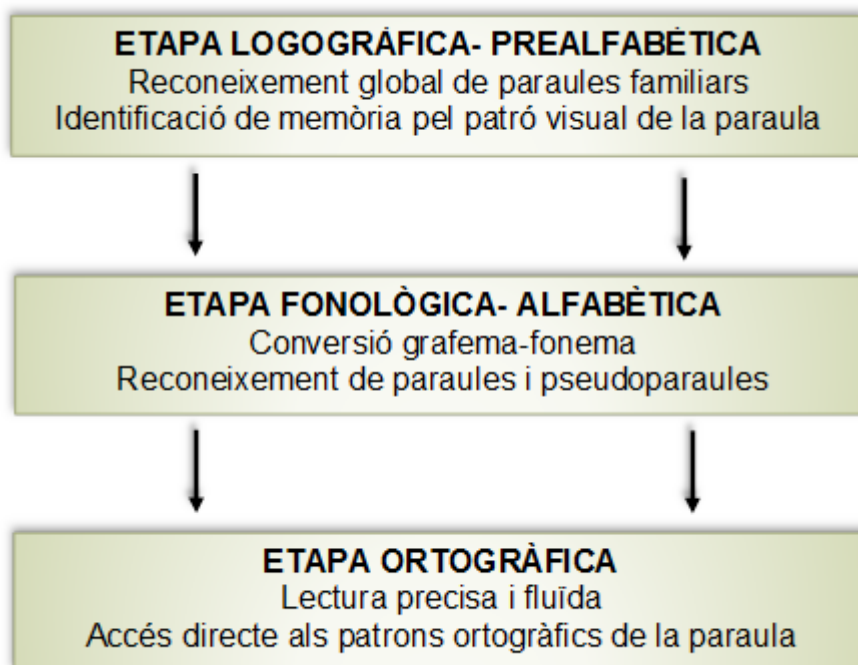 ETAPA LOGOGRÁFICA- PREALFABÈTICA
Reconeixement global de paraules familiars
Identificació de memòria pel patró visual de la paraula
ETAPA FONOLÒGICA- ALFABÈTICA
Conversió grafema-fonema
Reconeixement de paraules i pseudoparaules
ETAPA ORTOGRÀFICA
Lectura precisa i fluïda
Accés directe als patrons ortogràfics de la paraula